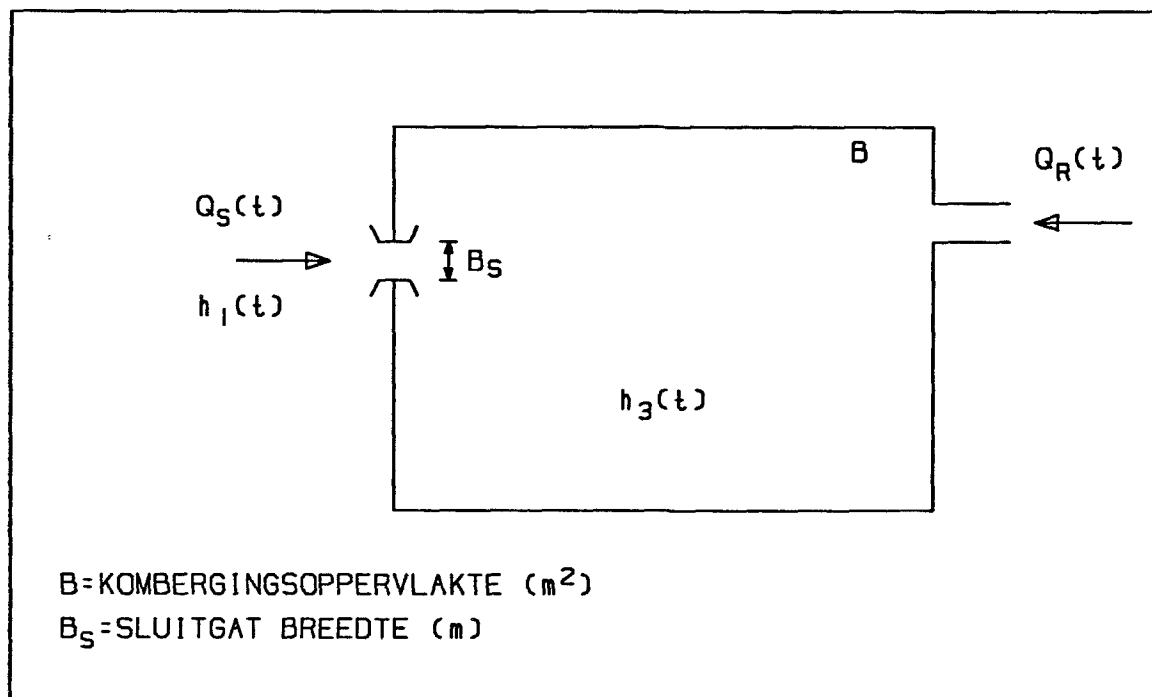 B
Q_R(t)
Q_S(t)
B_S
h_1(t)
h_3(t)
B=KOMBERGINGSOPPERVLAKTE (m²)
B_S=SLUITGAT BREEDTE (m)